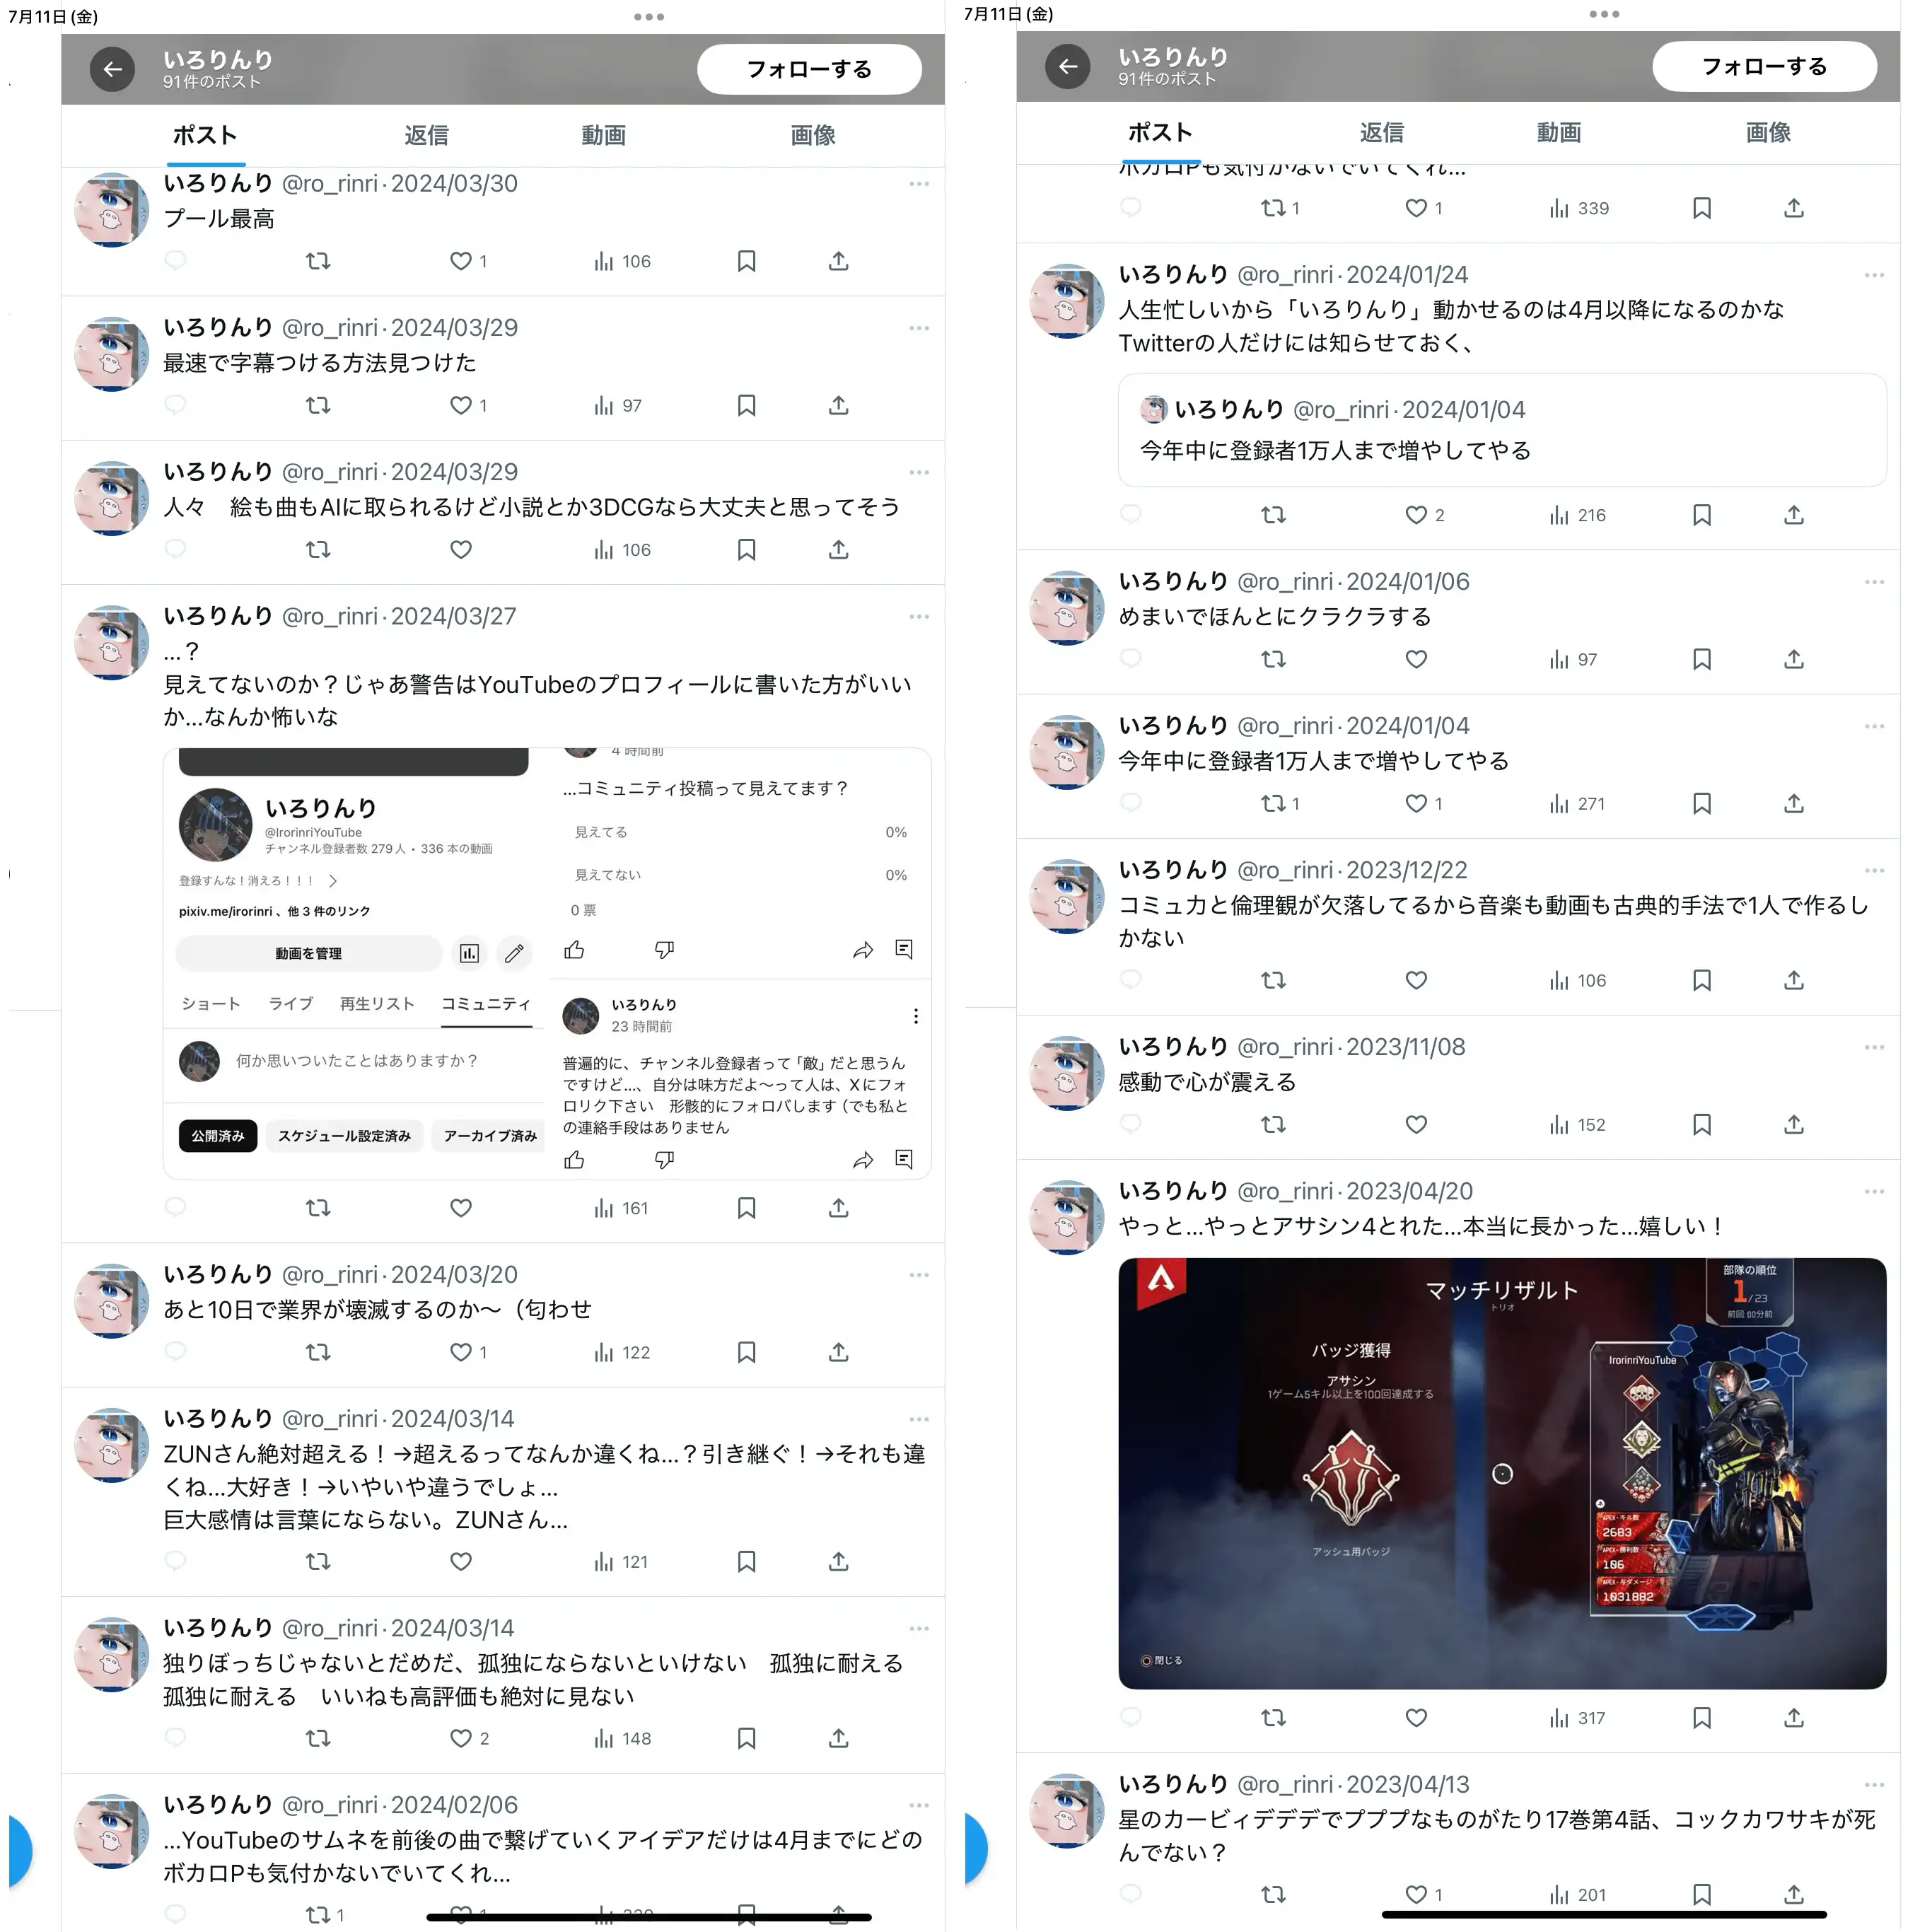 7月11日(金)
いろりんり
91件のポスト
フォローする
ポスト
返信
動画
画像
いろりんり @ro_rinri·2024/03/30
プール最高
1
106
いろりんり @ro_rinri·2024/03/29
最速で字幕つける方法見つけた
1
97
いろりんり @ro_rinri·2024/03/29
人々　絵も曲もAIに取られるけど小説とか3DCGなら大丈夫と思ってそう
106
いろりんり @ro_rinri·2024/03/27
...？
見えてないのか？じゃあ警告はYouTubeのプロフィールに書いた方がいい
か...なんか怖いな
いろりんり
@IrorinriYouTube
チャンネル登録者数 279人・336 本の動画
登録すんな！消えろ！！！
pixiv.me/irorinri、他 3 件のリンク
動画を管理
ショート
ライブ
再生リスト
コミュニティ
何か思いついたことはありますか？
公開済み
スケジュール設定済み
アーカイブ済み
4 時間前
...コミュニティ投稿って見えてます？
見えてる
0%
見えてない
0%
0 票
いろりんり
23 時間前
普遍的に、チャンネル登録者って「敵」だと思うん
ですけど...、自分は味方だよ〜って人は、Xにフォ
ロリク下さい　形骸的にフォロバします（でも私と
の連絡手段はありません
161
いろりんり @ro_rinri·2024/03/20
あと10日で業界が壊滅するのか〜（匂わせ
1
122
いろりんり @ro_rinri·2024/03/14
ZUNさん絶対超える！→超えるってなんか違くね...？引き継ぐ！→それも違
くね...大好き！→いやいや違うでしょ...
巨大感情は言葉にならない。ZUNさん...
121
いろりんり @ro_rinri·2024/03/14
独りぼっちじゃないとだめだ、孤独にならないといけない　孤独に耐える
孤独に耐える　いいねも高評価も絶対に見ない
2
148
いろりんり @ro_rinri·2024/02/06
...YouTubeのサムネを前後の曲で繋げていくアイデアだけは4月までにどの
ボカロPも気付かないでいてくれ...
1
1
339
7月11日(金)
いろりんり
91件のポスト
フォローする
ポスト
返信
動画
画像
ボカロPも気付かないでいてくれ...
1
1
339
いろりんり @ro_rinri·2024/01/24
人生忙しいから「いろりんり」動かせるのは4月以降になるのかな
Twitterの人だけには知らせておく、
いろりんり @ro_rinri·2024/01/04
今年中に登録者1万人まで増やしてやる
2
216
いろりんり @ro_rinri·2024/01/06
めまいでほんとにクラクラする
97
いろりんり @ro_rinri·2024/01/04
今年中に登録者1万人まで増やしてやる
1
1
271
いろりんり @ro_rinri·2023/12/22
コミュ力と倫理観が欠落してるから音楽も動画も古典的手法で1人で作るし
かない
106
いろりんり @ro_rinri·2023/11/08
感動で心が震える
152
いろりんり @ro_rinri·2023/04/20
やっと...やっとアサシン4とれた...本当に長かった...嬉しい！
マッチリザルト
トリオ
部隊の順位
1/23
前回:00分前
バッジ獲得
アサシン
1ゲーム5キル以上を100回達成する
アッシュ用バッジ
IrorinriYouTube
APEX- キル数
2683
APEX- 勝利数
106
APEX- 与ダメージ
1031882
閉じる
317
いろりんり @ro_rinri·2023/04/13
星のカービィデデデでプププなものがたり17巻第4話、コックカワサキが死
んでない？
1
201